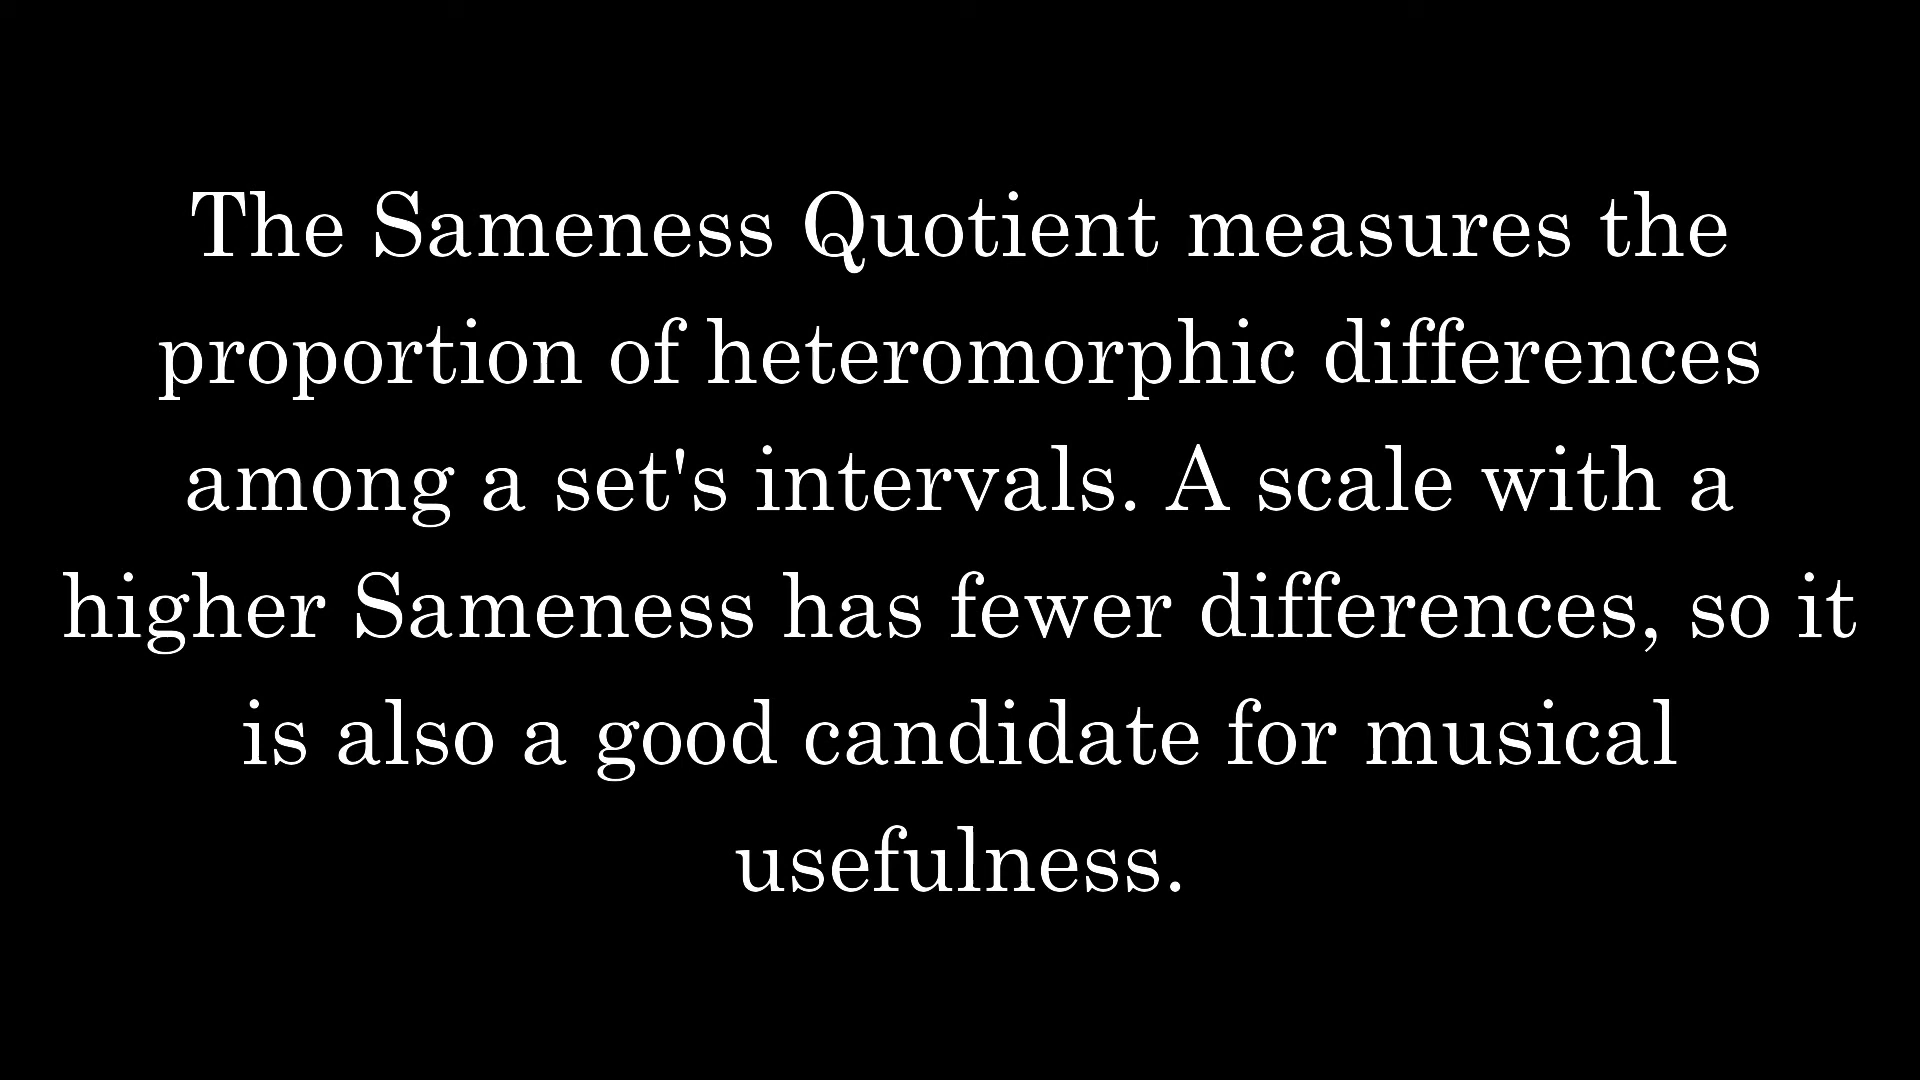 The Sameness Quotient measures the
proportion of heteromorphic differences
among a set's intervals. A scale with a
higher Sameness has fewer differences, so it
is also a good candidate for musical
usefulness.